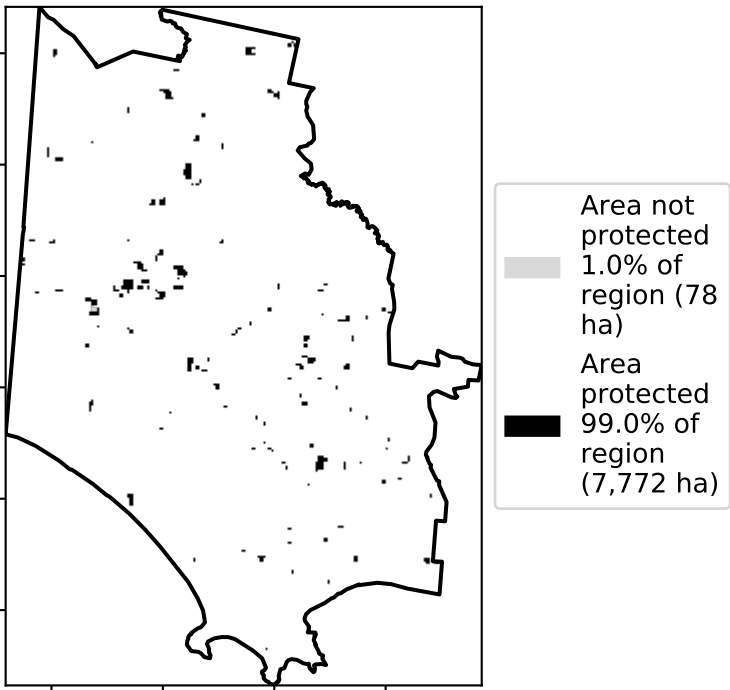 Area not
protected
1.0% of
region (78
ha)
Area
protected
99.0% of
region
(7,772 ha)